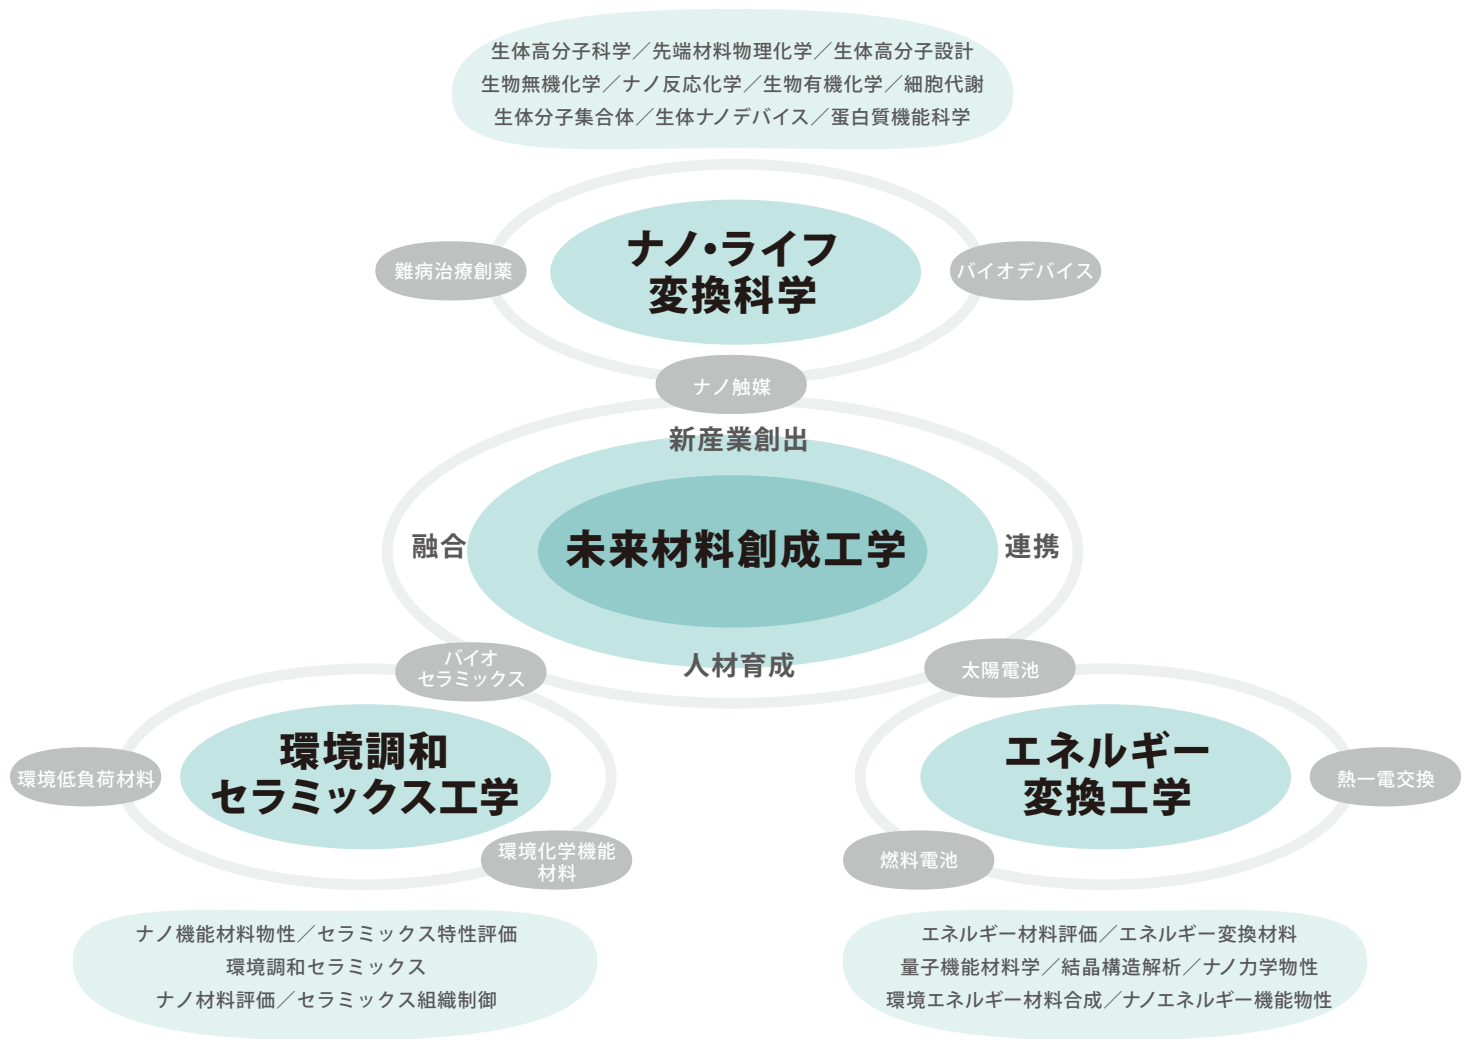 生体高分子科学／先端材料物理化学／生体高分子設計
生物無機化学／ナノ反応化学／生物有機化学／細胞代謝
生体分子集合体／生体ナノデバイス／蛋白質機能科学
ナノ・ライフ
変換科学
難病治療創薬
バイオデバイス
ナノ触媒
新産業創出
融合
未来材料創成工学
連携
人材育成
バイオ
セラミックス
太陽電池
環境調和
セラミックス工学
環境低負荷材料
環境化学機能
材料
エネルギー
変換工学
熱ー電交換
燃料電池
ナノ機能材料物性／セラミックス特性評価
環境調和セラミックス
ナノ材料評価／セラミックス組織制御
エネルギー材料評価／エネルギー変換材料
量子機能材料学／結晶構造解析／ナノ力学物性
環境エネルギー材料合成／ナノエネルギー機能物性